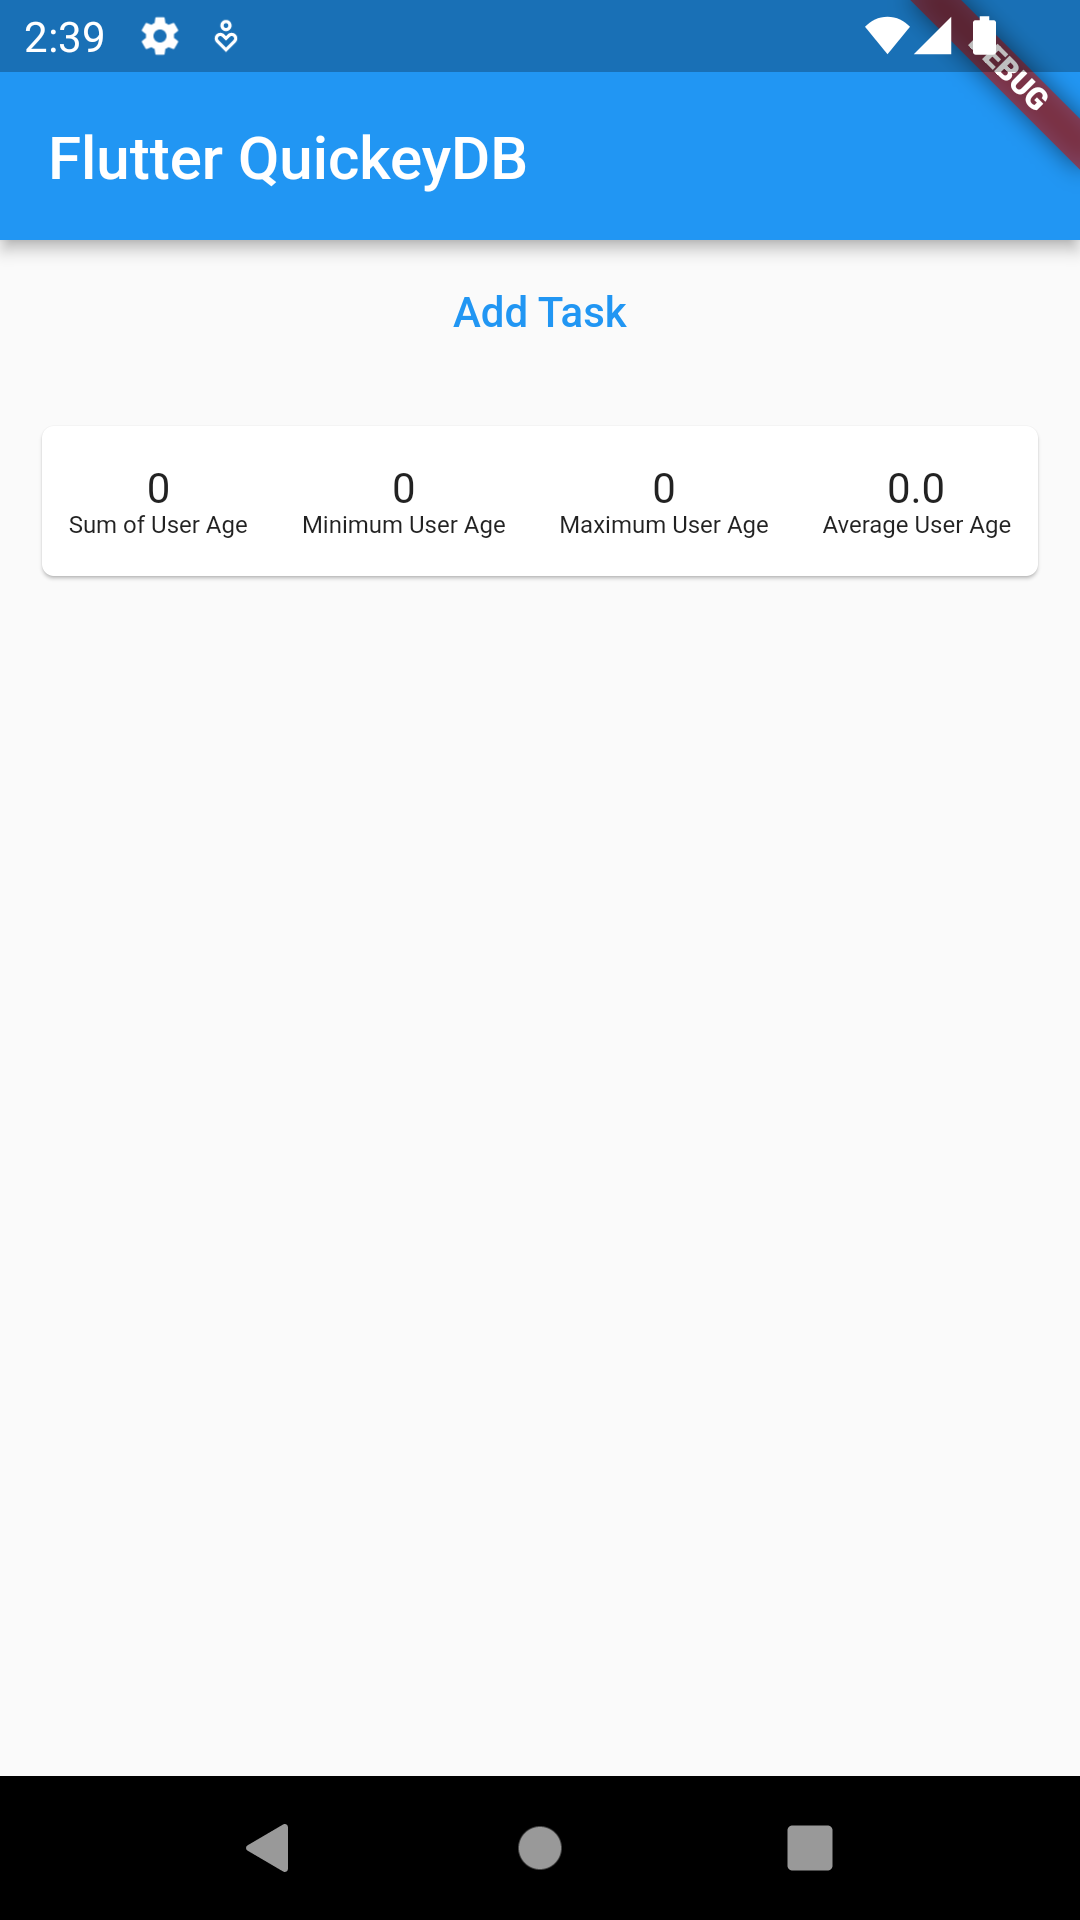 2:39
DEBUG
Flutter QuickeyDB
Add Task
0 0 0 0.0
Sum of User Age Minimum User Age Maximum User Age Average User Age